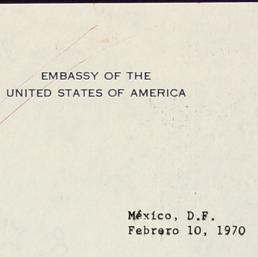 EMBASSY OF THE
UNITED STATES OF AMERICA
México, D.F.
Febrero 10, 1970